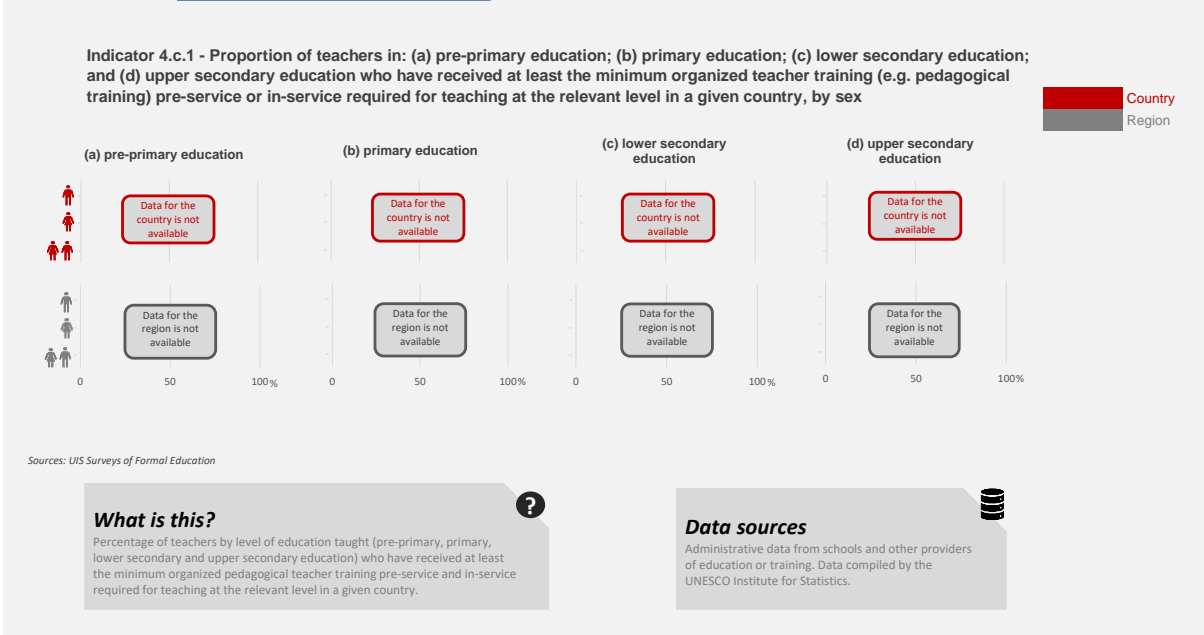 Indicator 4.c.1 - Proportion of teachers in: (a) pre-primary education; (b) primary education; (c) lower secondary education;
and (d) upper secondary education who have received at least the minimum organized teacher training (e.g. pedagogical
training) pre-service or in-service required for teaching at the relevant level in a given country, by sex
Country
Region
(a) pre-primary education
(b) primary education
(c) lower secondary
education
(d) upper secondary
education
Data for the
country is not
available
Data for the
country is not
available
Data for the
country is not
available
Data for the
country is not
available
Data for the
region is not
available
Data for the
region is not
available
Data for the
region is not
available
Data for the
region is not
available
0 50 100%
0 50 100%
0 50 100%
0 50 100%
Sources: UIS Surveys of Formal Education
?
What is this?
Percentage of teachers by level of education taught (pre-primary, primary,
lower secondary and upper secondary education) who have received at least
the minimum organized pedagogical teacher training pre-service and in-service
required for teaching at the relevant level in a given country.
Data sources
Administrative data from schools and other providers
of education or training. Data compiled by the
UNESCO Institute for Statistics.